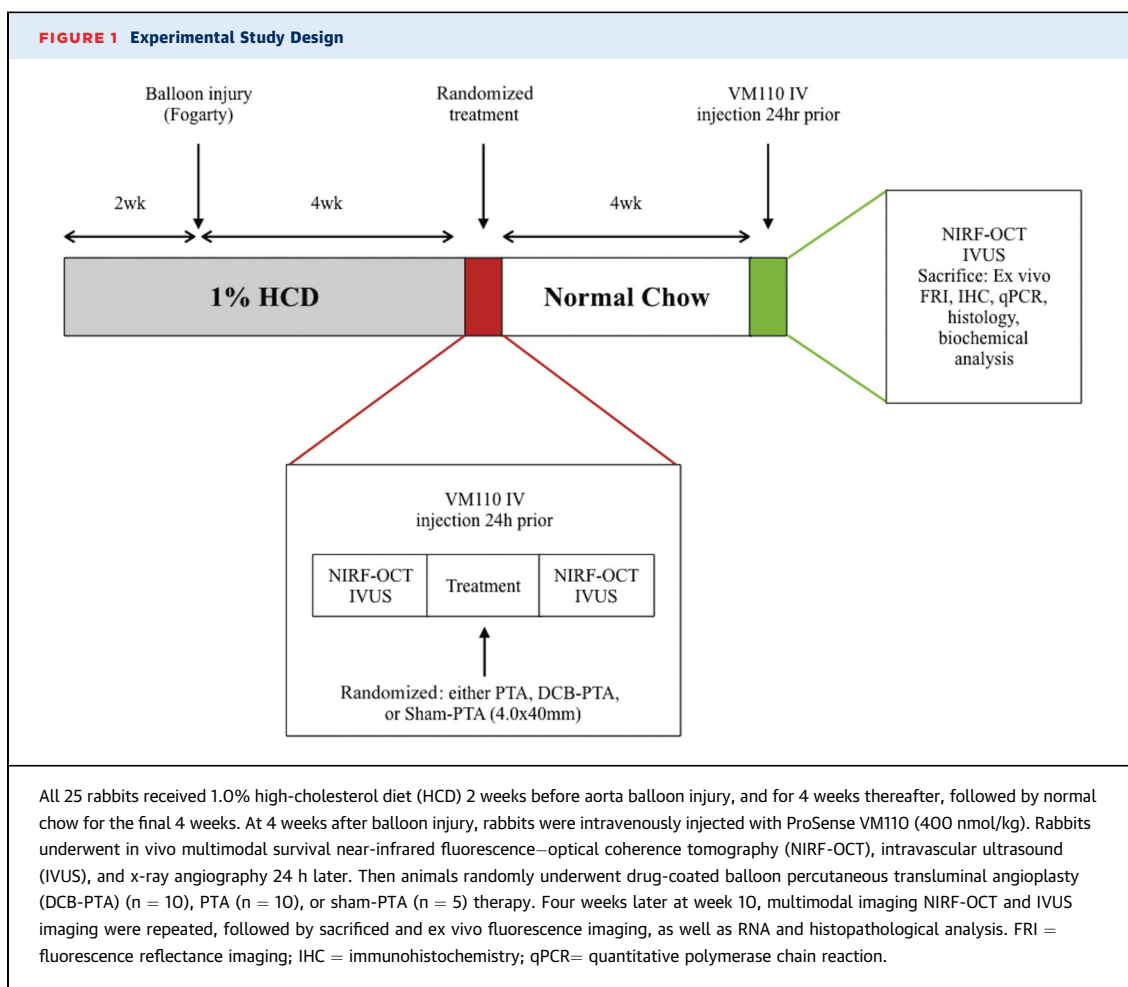 FIGURE 1 Experimental Study Design
Balloon injury
(Fogarty)
Randomized
treatment
VM110 IV
injection 24hr prior
2wk
4wk
4wk
1% HCD
Normal Chow
NIRF-OCT
IVUS
Sacrifice: Ex vivo
FRI, IHC, qPCR,
histology,
biochemical
analysis
VM110 IV
injection 24h prior
NIRF-OCT
IVUS
Treatment
NIRF-OCT
IVUS
Randomized: either PTA, DCB-PTA,
or Sham-PTA (4.0x40mm)
All 25 rabbits received 1.0% high-cholesterol diet (HCD) 2 weeks before aorta balloon injury, and for 4 weeks thereafter, followed by normal
chow for the final 4 weeks. At 4 weeks after balloon injury, rabbits were intravenously injected with ProSense VM110 (400 nmol/kg). Rabbits
underwent in vivo multimodal survival near-infrared fluorescence–optical coherence tomography (NIRF-OCT), intravascular ultrasound
(IVUS), and x-ray angiography 24 h later. Then animals randomly underwent drug-coated balloon percutaneous transluminal angioplasty
(DCB-PTA) (n = 10), PTA (n = 10), or sham-PTA (n = 5) therapy. Four weeks later at week 10, multimodal imaging NIRF-OCT and IVUS
imaging were repeated, followed by sacrificed and ex vivo fluorescence imaging, as well as RNA and histopathological analysis. FRI =
fluorescence reflectance imaging; IHC = immunohistochemistry; qPCR= quantitative polymerase chain reaction.